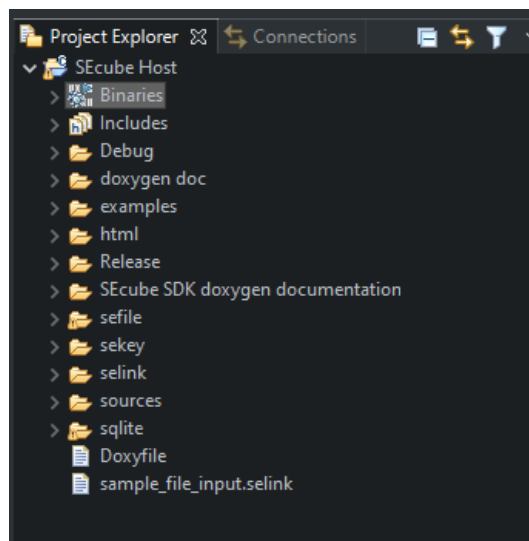 Project Explorer Connections
SEcube Host
Binaries
Includes
Debug
doxygen doc
examples
html
Release
SEcube SDK doxygen documentation
sefile
sekey
selink
sources
sqlite
Doxyfile
sample_file_input.selink